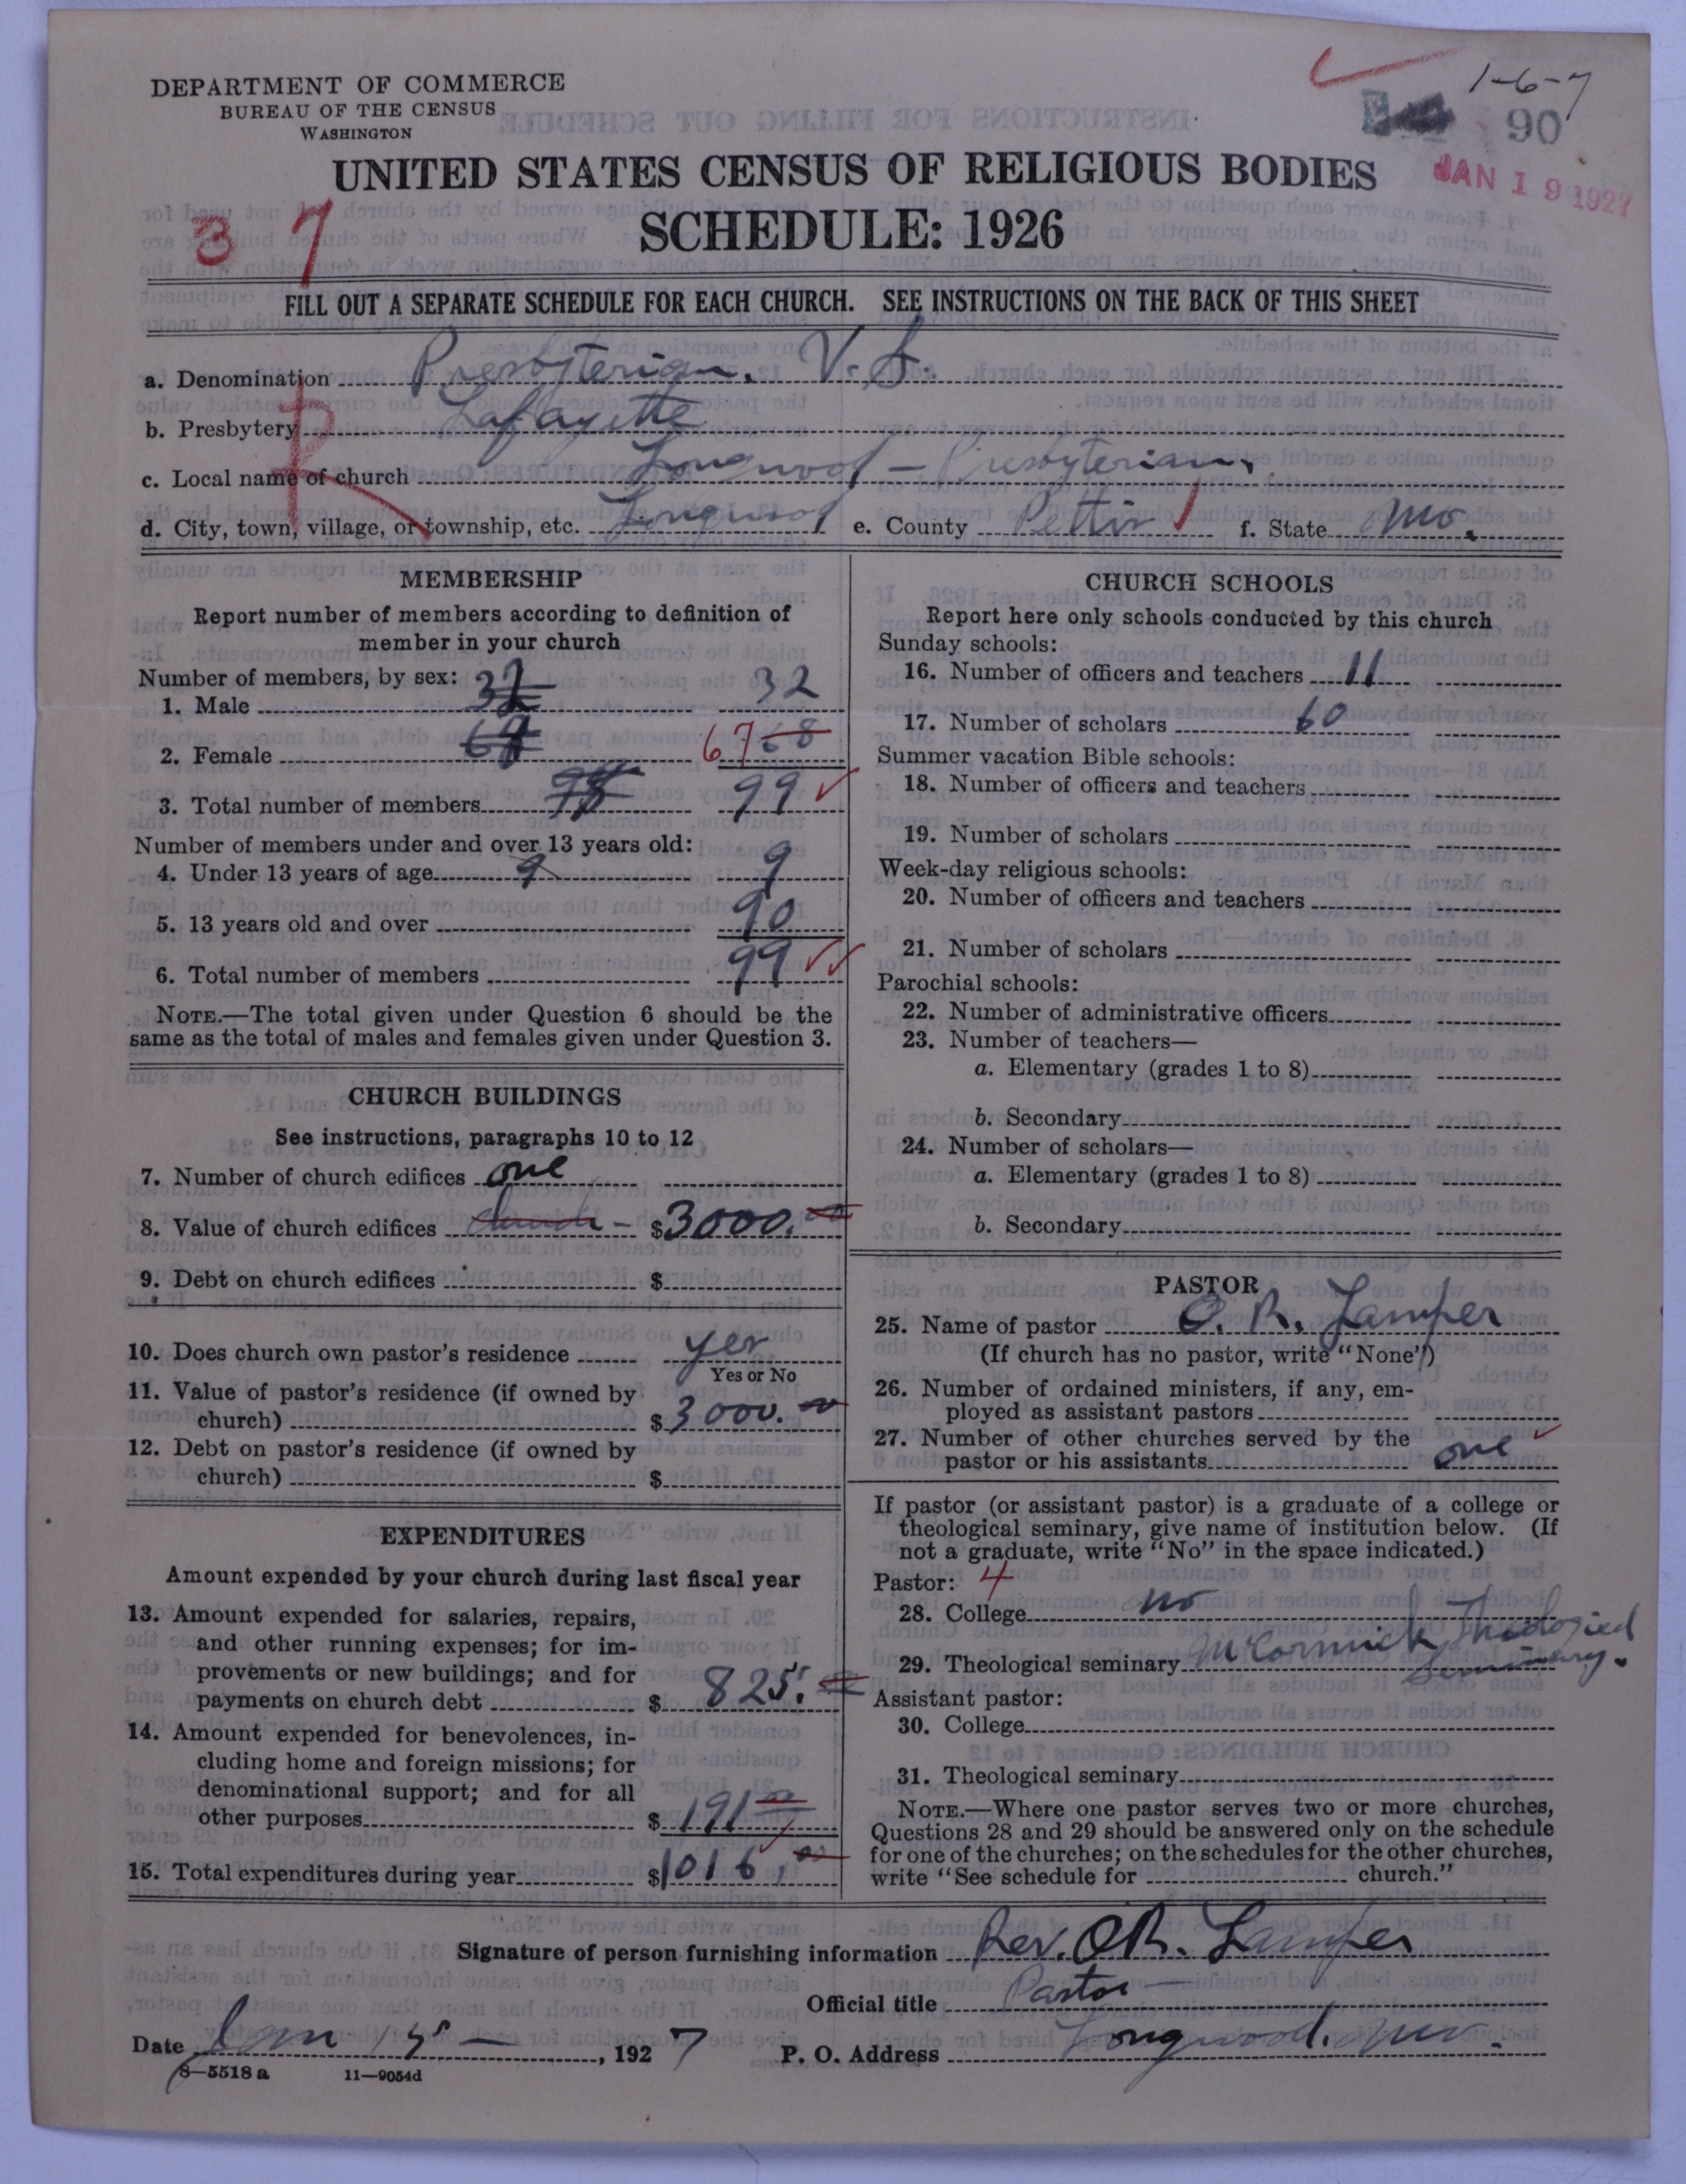 1-6-7
90
JAN 19 1927
DEPARTMENT OF COMMERCE
BUREAU OF THE CENSUS
WASHINGTON
UNITED STATES CENSUS OF RELIGIOUS BODIES
SCHEDULE: 1926
3 7
FILL OUT A SEPARATE SCHEDULE FOR EACH CHURCH. SEE INSTRUCTIONS ON THE BACK OF THIS SHEET
a. Denomination Presbyterian. U.S.
b. Presbytery Lafayette
R
c. Local name of church Longwood - Presbyterian.
d. City, town, village, or township, etc. Longwood e. County Pettis f. State Mo.
MEMBERSHIP
Report number of members according to definition of
member in your church
Number of members, by sex:
1. Male 32 32
2. Female 67 68
3. Total number of members 99
Number of members under and over 13 years old:
4. Under 13 years of age 9 9
5. 13 years old and over 90
6. Total number of members 99
NOTE.—The total given under Question 6 should be the
same as the total of males and females given under Question 3.
CHURCH BUILDINGS
See instructions, paragraphs 10 to 12
7. Number of church edifices one
8. Value of church edifices church - $3000.00
9. Debt on church edifices $
10. Does church own pastor's residence yes
Yes or No
11. Value of pastor's residence (if owned by
church) $3000.00
12. Debt on pastor's residence (if owned by
church) $
EXPENDITURES
Amount expended by your church during last fiscal year
13. Amount expended for salaries, repairs,
and other running expenses; for im-
provements or new buildings; and for
payments on church debt $ 825.00
14. Amount expended for benevolences, in-
cluding home and foreign missions; for
denominational support; and for all
other purposes $ 191.00
15. Total expenditures during year $1016.00
CHURCH SCHOOLS
Report here only schools conducted by this church
Sunday schools:
16. Number of officers and teachers 11
17. Number of scholars 60
Summer vacation Bible schools:
18. Number of officers and teachers
19. Number of scholars
Week-day religious schools:
20. Number of officers and teachers
21. Number of scholars
Parochial schools:
22. Number of administrative officers
23. Number of teachers—
a. Elementary (grades 1 to 8)
b. Secondary
24. Number of scholars—
a. Elementary (grades 1 to 8)
b. Secondary
PASTOR
25. Name of pastor O. R. Lamper
(If church has no pastor, write "None")
26. Number of ordained ministers, if any, em-
ployed as assistant pastors
27. Number of other churches served by the
pastor or his assistants one
If pastor (or assistant pastor) is a graduate of a college or
theological seminary, give name of institution below. (If
not a graduate, write "No" in the space indicated.)
Pastor: 4
28. College no
29. Theological seminary McCormick Theological
Seminary.
Assistant pastor:
30. College
31. Theological seminary
NOTE.—Where one pastor serves two or more churches,
Questions 28 and 29 should be answered only on the schedule
for one of the churches; on the schedules for the other churches,
write "See schedule for church."
Signature of person furnishing information Rev. O R. Lamper
Official title Pastor
Date Jan 15 - , 1927 P. O. Address Longwood, Mo.
8—5518 a 11—9054d